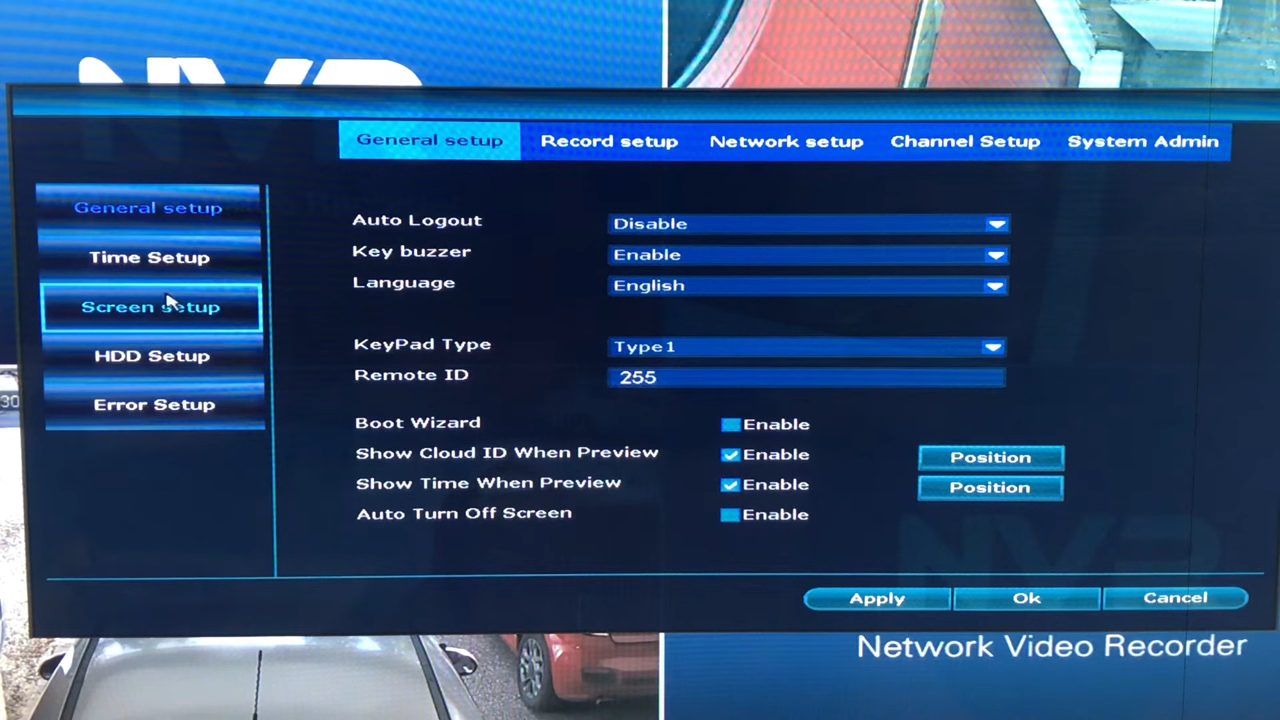 NVR
General setup Record setup Network setup Channel Setup System Admin
General setup
Time Setup
Screen setup
HDD Setup
Error Setup
Auto Logout Disable
Key buzzer Enable
Language English
KeyPad Type Type1
Remote ID 255
Boot Wizard Enable
Show Cloud ID When Preview Enable Position
Show Time When Preview Enable Position
Auto Turn Off Screen Enable
NVR
Apply Ok Cancel
30
Network Video Recorder